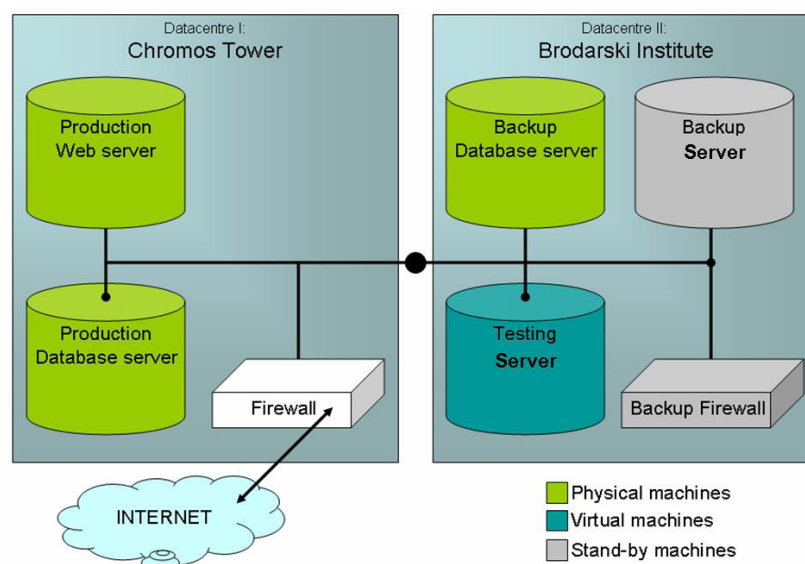 Datacentre I:
Chromos Tower
Production
Web server
Production
Database server
Firewall
INTERNET
Datacentre II:
Brodarski Institute
Backup
Database server
Backup
Server
Testing
Server
Backup Firewall
Physical machines
Virtual machines
Stand-by machines